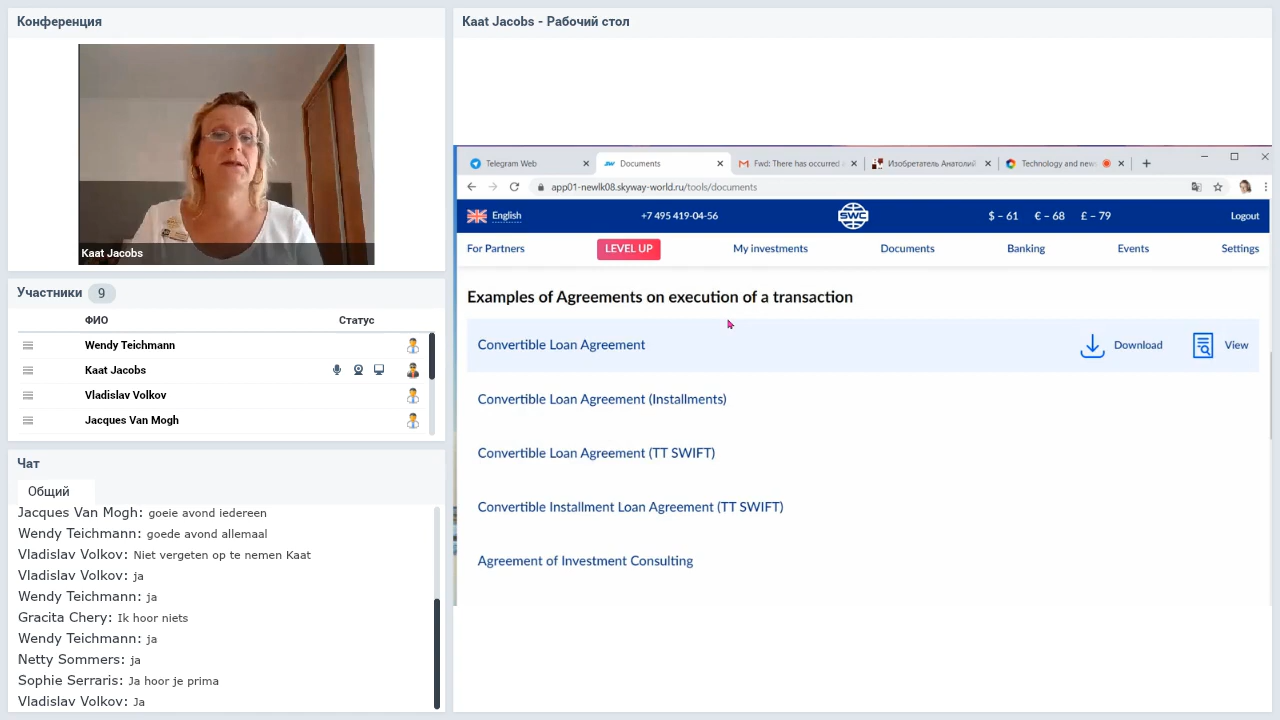 Конференция
Kaat Jacobs
Участники 9
ФИО Статус
Wendy Teichmann
Kaat Jacobs
Vladislav Volkov
Jacques Van Mogh
Чат
Общий
Jacques Van Mogh: goeie avond iedereen
Wendy Teichmann: goede avond allemaal
Vladislav Volkov: Niet vergeten op te nemen Kaat
Vladislav Volkov: ja
Wendy Teichmann: ja
Gracita Chery: Ik hoor niets
Wendy Teichmann: ja
Netty Sommers: ja
Sophie Serraris: Ja hoor je prima
Vladislav Volkov: Ja
Kaat Jacobs - Рабочий стол
Telegram Web Documents Fwd: There has occurred Изобретатель Анатолий Technology and new
app01-newlk08.skyway-world.ru/tools/documents
English +7 495 419-04-56 SWC $ – 61 € – 68 £ – 79 Logout
For Partners LEVEL UP My investments Documents Banking Events Settings
Examples of Agreements on execution of a transaction
Convertible Loan Agreement Download View
Convertible Loan Agreement (Installments)
Convertible Loan Agreement (TT SWIFT)
Convertible Installment Loan Agreement (TT SWIFT)
Agreement of Investment Consulting